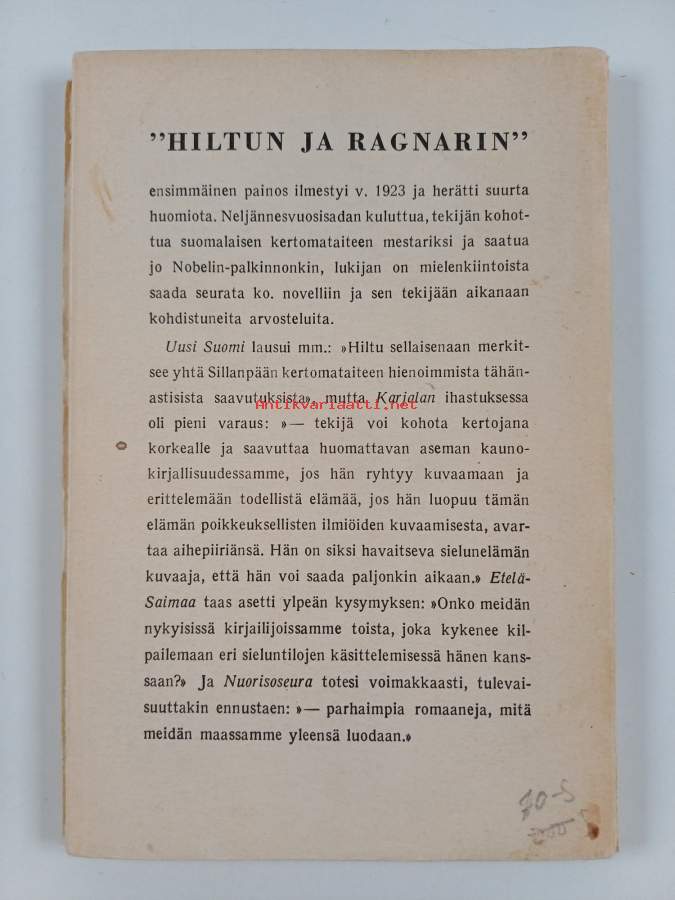 ”HILTUN JA RAGNARIN”
ensimmäinen painos ilmestyi v. 1923 ja herätti suurta
huomiota. Neljännesvuosisadan kuluttua, tekijän kohot-
tua suomalaisen kertomataiteen mestariksi ja saatua
jo Nobelin-palkinnonkin, lukijan on mielenkiintoista
saada seurata ko. novelliin ja sen tekijään aikanaan
kohdistuneita arvosteluita.
Uusi Suomi lausui mm.: »Hiltu sellaisenaan merkit-
see yhtä Sillanpään kertomataiteen hienoimmista tähän-
astisista saavutuksista», mutta Karjalan ihastuksessa
Antikvariaatti.net
oli pieni varaus: »— tekijä voi kohota kertojana
korkealle ja saavuttaa huomattavan aseman kauno-
kirjallisuudessamme, jos hän ryhtyy kuvaamaan ja
erittelemään todellistä elämää, jos hän luopuu tämän
elämän poikkeuksellisten ilmiöiden kuvaamisesta, avar-
taa aihepiiriänsä. Hän on siksi havaitseva sielunelämän
kuvaaja, että hän voi saada paljonkin aikaan.» Etelä-
Saimaa taas asetti ylpeän kysymyksen: »Onko meidän
nykyisissä kirjailijoissamme toista, joka kykenee kil-
pailemaan eri sieluntilojen käsittelemisessä hänen kans-
saan?» Ja Nuorisoseura totesi voimakkaasti, tulevai-
suuttakin ennustaen: »— parhaimpia romaaneja, mitä
meidän maassamme yleensä luodaan.»